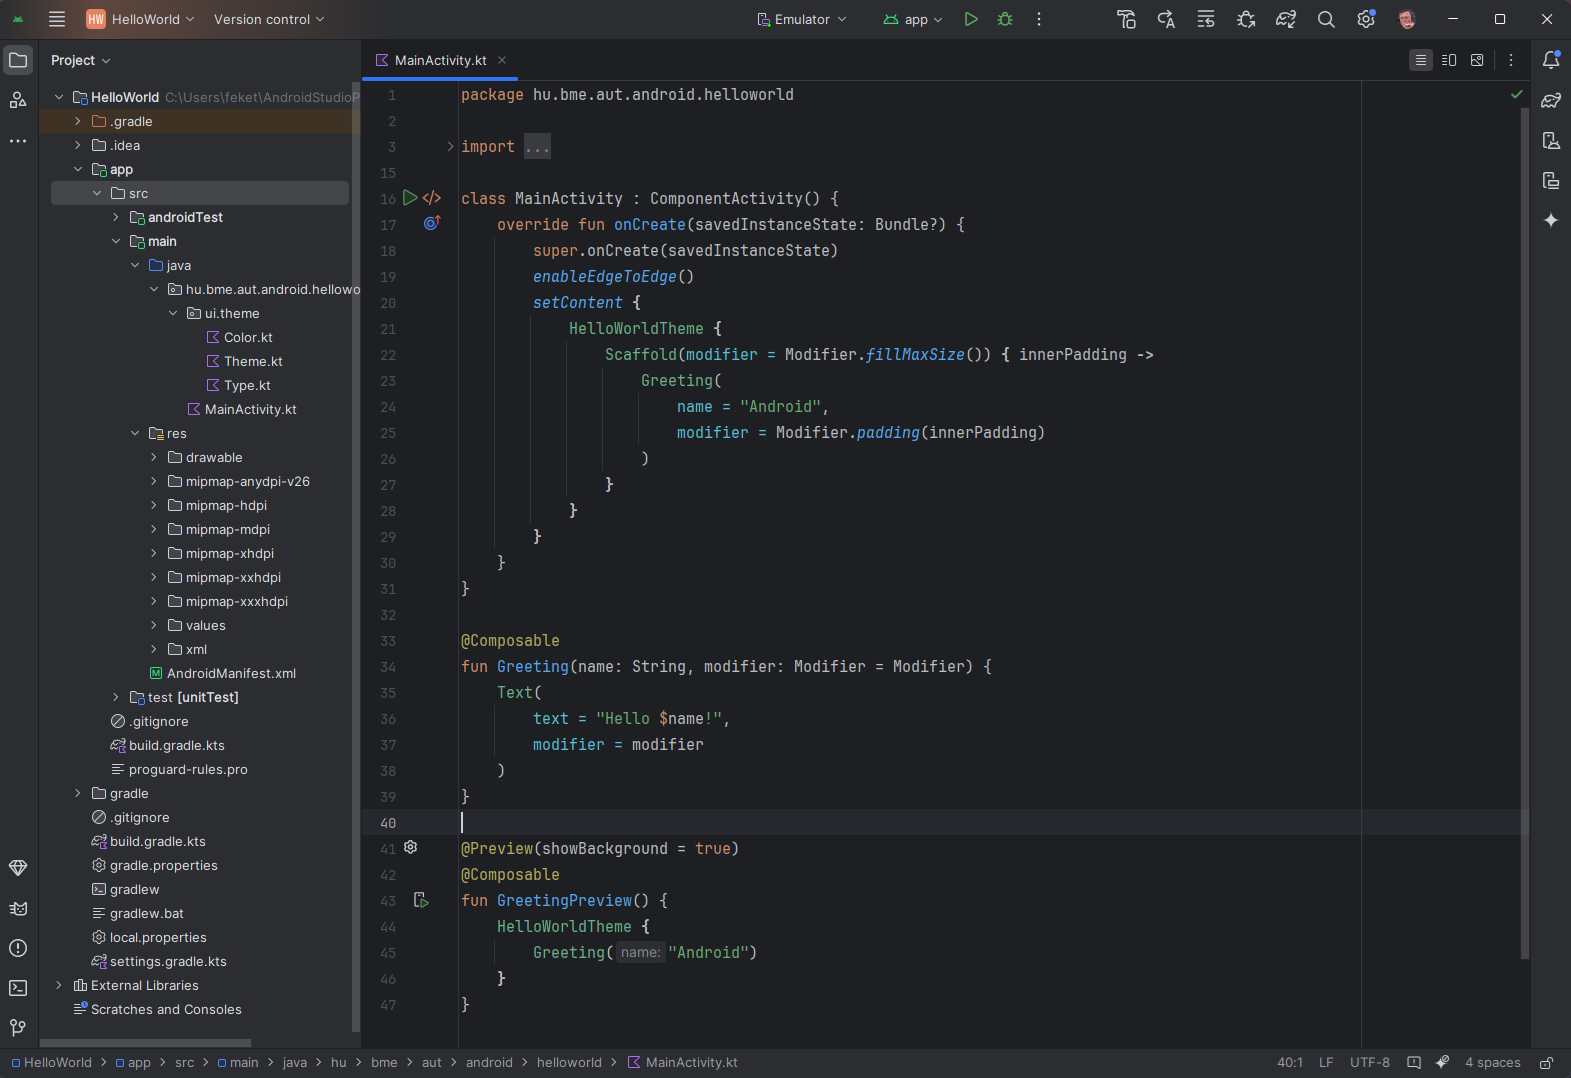 HW HelloWorld Version control Emulator app
Project
MainActivity.kt
HelloWorld C:\Users\feket\AndroidStudioP
.gradle
.idea
app
src
androidTest
main
java
hu.bme.aut.android.hellowo
ui.theme
Color.kt
Theme.kt
Type.kt
MainActivity.kt
res
drawable
mipmap-anydpi-v26
mipmap-hdpi
mipmap-mdpi
mipmap-xhdpi
mipmap-xxhdpi
mipmap-xxxhdpi
values
xml
AndroidManifest.xml
test [unitTest]
.gitignore
build.gradle.kts
proguard-rules.pro
gradle
.gitignore
build.gradle.kts
gradle.properties
gradlew
gradlew.bat
local.properties
settings.gradle.kts
External Libraries
Scratches and Consoles
1 package hu.bme.aut.android.helloworld
2
3 import ...
15
16 class MainActivity : ComponentActivity() {
17 override fun onCreate(savedInstanceState: Bundle?) {
18 super.onCreate(savedInstanceState)
19 enableEdgeToEdge()
20 setContent {
21 HelloWorldTheme {
22 Scaffold(modifier = Modifier.fillMaxSize()) { innerPadding ->
23 Greeting(
24 name = "Android",
25 modifier = Modifier.padding(innerPadding)
26 )
27 }
28 }
29 }
30 }
31 }
32
33 @Composable
34 fun Greeting(name: String, modifier: Modifier = Modifier) {
35 Text(
36 text = "Hello $name!",
37 modifier = modifier
38 )
39 }
40
41 @Preview(showBackground = true)
42 @Composable
43 fun GreetingPreview() {
44 HelloWorldTheme {
45 Greeting( name: "Android")
46 }
47 }
HelloWorld > app > src > main > java > hu > bme > aut > android > helloworld > MainActivity.kt 40:1 LF UTF-8 4 spaces